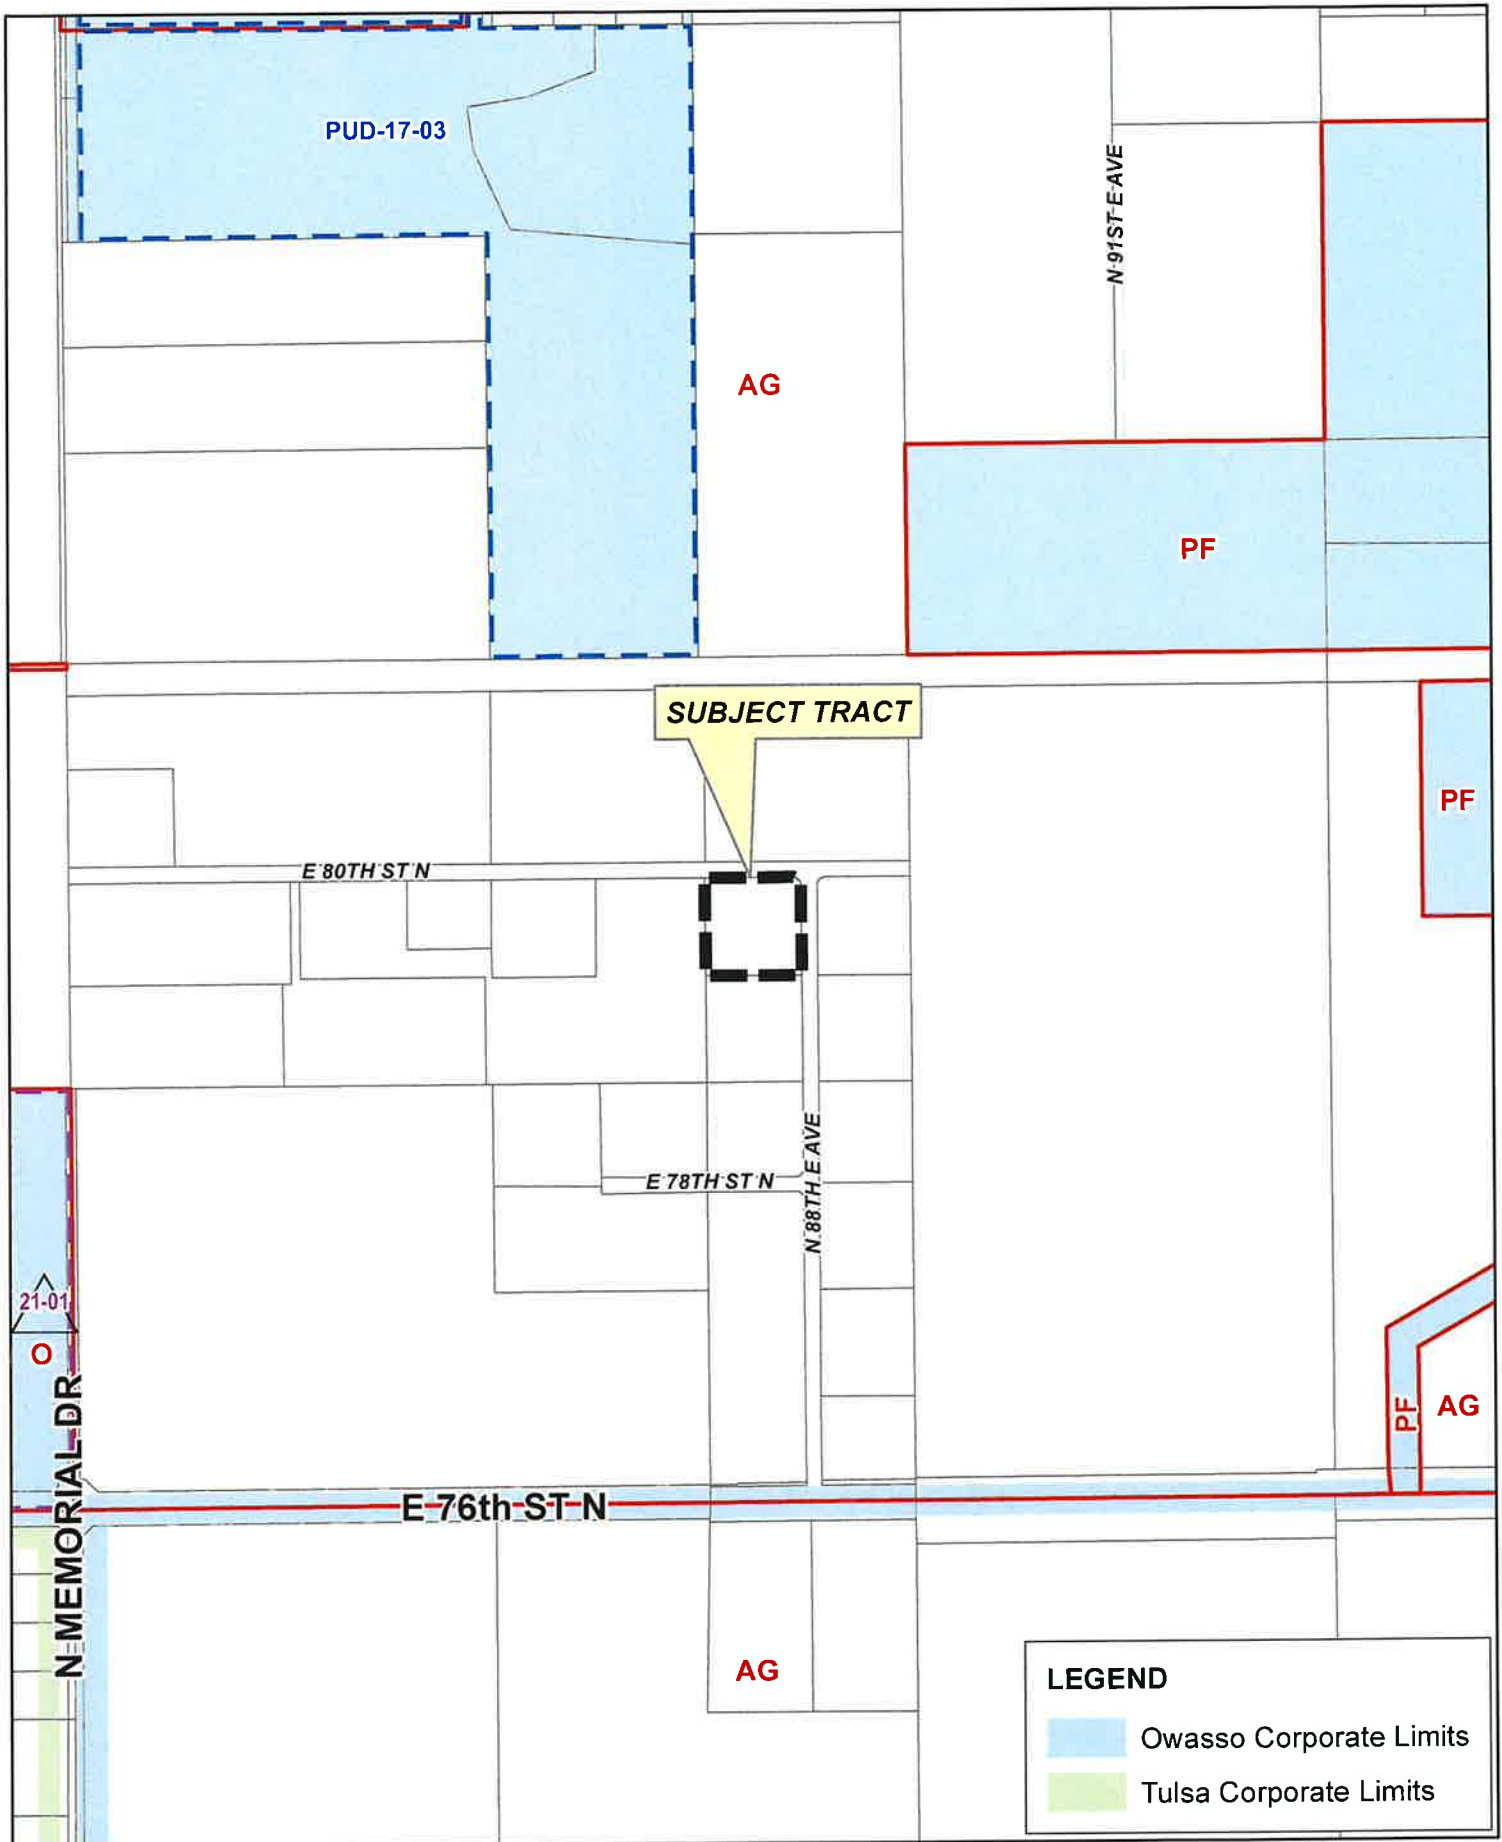 PUD-17-03
N 91ST E AVE
AG
PF
SUBJECT TRACT
PF
E 80TH ST N
E 78TH ST N
N 88TH E AVE
21-01
O
PF
AG
N MEMORIAL DR
E 76th ST N
AG
LEGEND
Owasso Corporate Limits
Tulsa Corporate Limits